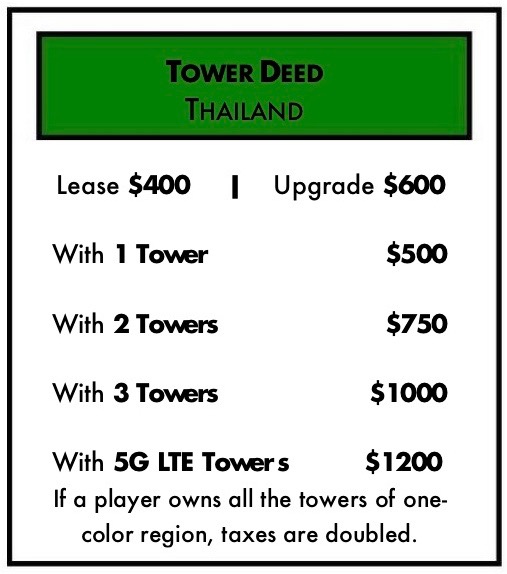 TOWER DEED
THAILAND
Lease $400 | Upgrade $600
With 1 Tower $500
With 2 Towers $750
With 3 Towers $1000
With 5G LTE Towers $1200
If a player owns all the towers of one-
color region, taxes are doubled.